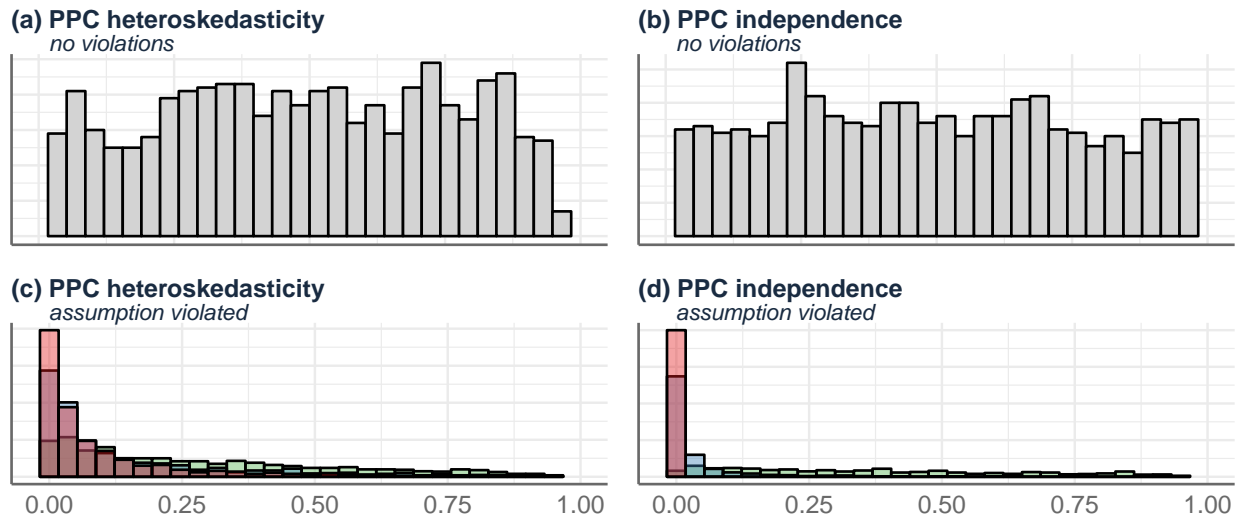 (a) PPC heteroskedasticity
no violations
(b) PPC independence
no violations
(c) PPC heteroskedasticity
assumption violated
(d) PPC independence
assumption violated
0.00 0.25 0.50 0.75 1.00
0.00 0.25 0.50 0.75 1.00